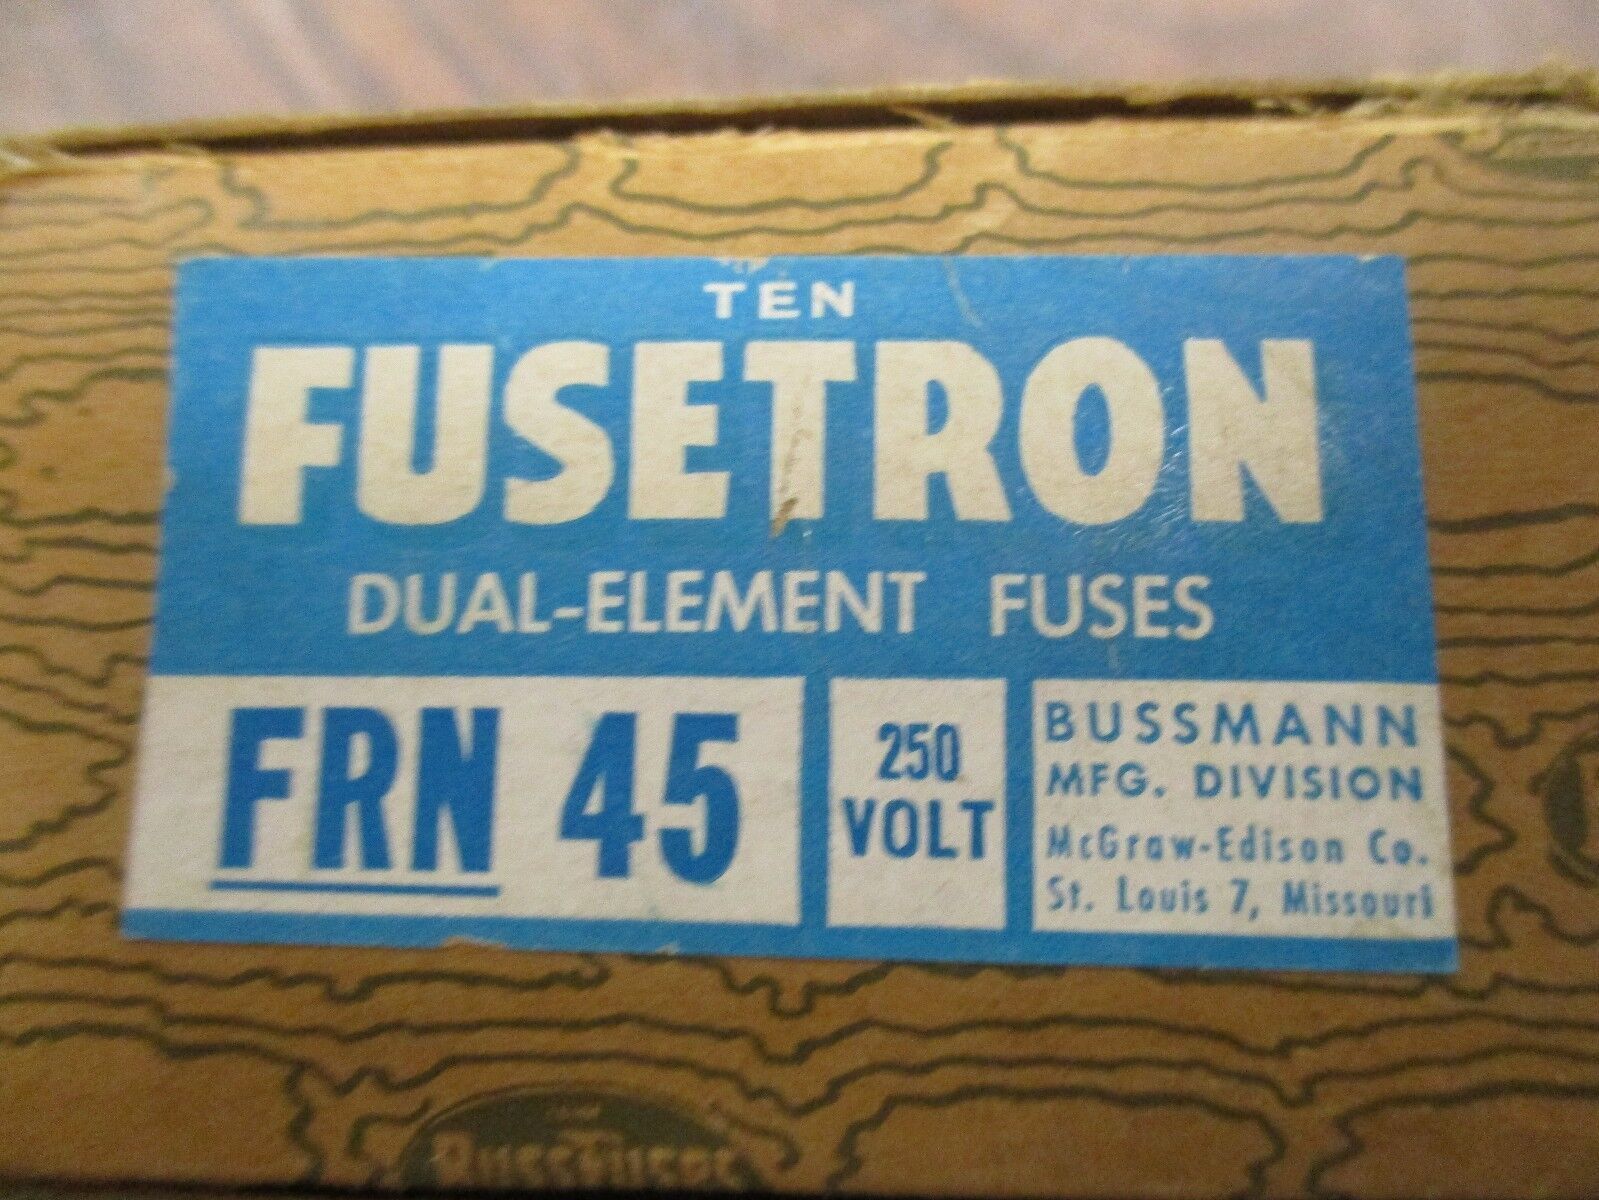 TEN
FUSETRON
DUAL-ELEMENT FUSES
FRN 45
250
VOLT
BUSSMANN
MFG. DIVISION
McGraw-Edison Co.
St. Louis 7, Missouri